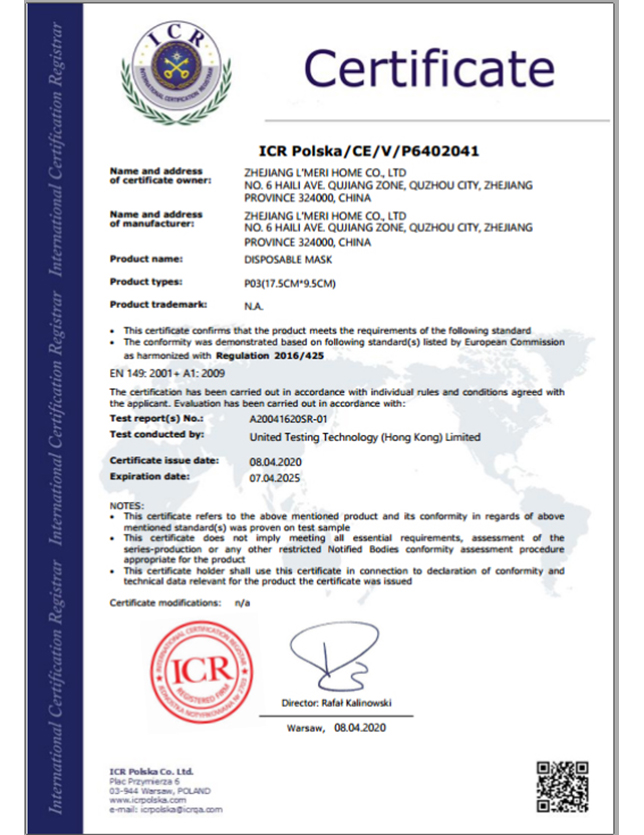 International Certification Registrar International Certification Registrar International Certification Registrar
ICR
INTERNATIONAL CERTIFICATION REGISTRAR
Certificate
ICR Polska/CE/V/P6402041
Name and address of certificate owner:
ZHEJIANG L'MERI HOME CO., LTD
NO. 6 HAILI AVE. QUJIANG ZONE, QUZHOU CITY, ZHEJIANG
PROVINCE 324000, CHINA
Name and address of manufacturer:
ZHEJIANG L'MERI HOME CO., LTD
NO. 6 HAILI AVE. QUJIANG ZONE, QUZHOU CITY, ZHEJIANG
PROVINCE 324000, CHINA
Product name: DISPOSABLE MASK
Product types: P03(17.5CM*9.5CM)
Product trademark: N.A.
• This certificate confirms that the product meets the requirements of the following standard
• The conformity was demonstrated based on following standard(s) listed by European Commission
as harmonized with Regulation 2016/425
EN 149: 2001+ A1: 2009
The certification has been carried out in accordance with individual rules and conditions agreed with
the applicant. Evaluation has been carried out in accordance with:
Test report(s) No.: A20041620SR-01
Test conducted by: United Testing Technology (Hong Kong) Limited
Certificate issue date: 08.04.2020
Expiration date: 07.04.2025
NOTES:
• This certificate refers to the above mentioned product and its conformity in regards of above
mentioned standard(s) was proven on test sample
• This certificate does not imply meeting all essential requirements, assessment of the
series-production or any other restricted Notified Bodies conformity assessment procedure
appropriate for the product
• This certificate holder shall use this certificate in connection to declaration of conformity and
technical data relevant for the product the certificate was issued
Certificate modifications: n/a
INTERNATIONAL CERTIFICATION REGISTRAR
ICR
REGISTERED FIRM
JEDNOSTKA NOTYFIKOWANA NR 2703
Director: Rafał Kalinowski
Warsaw, 08.04.2020
ICR Polska Co. Ltd.
Plac Przymierza 6
03-944 Warsaw, POLAND
www.icrpolska.com
e-mail: icrpolska@icrqa.com